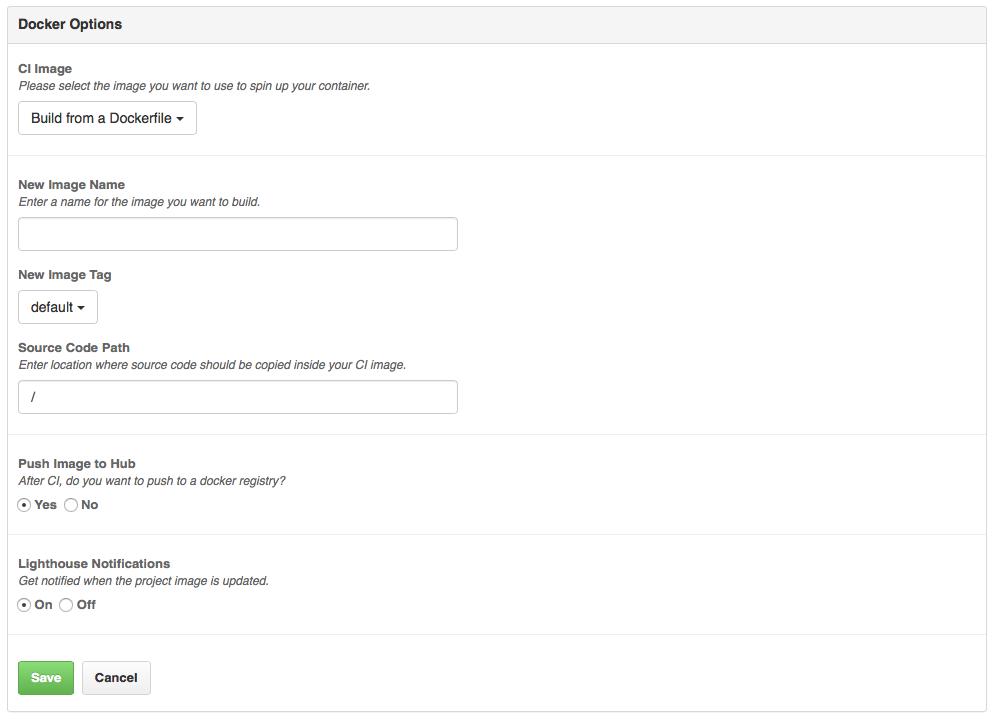 Docker Options
CI Image
Please select the image you want to use to spin up your container.
Build from a Dockerfile
New Image Name
Enter a name for the image you want to build.
New Image Tag
default
Source Code Path
Enter location where source code should be copied inside your CI image.
/
Push Image to Hub
After CI, do you want to push to a docker registry?
Yes No
Lighthouse Notifications
Get notified when the project image is updated.
On Off
Save Cancel